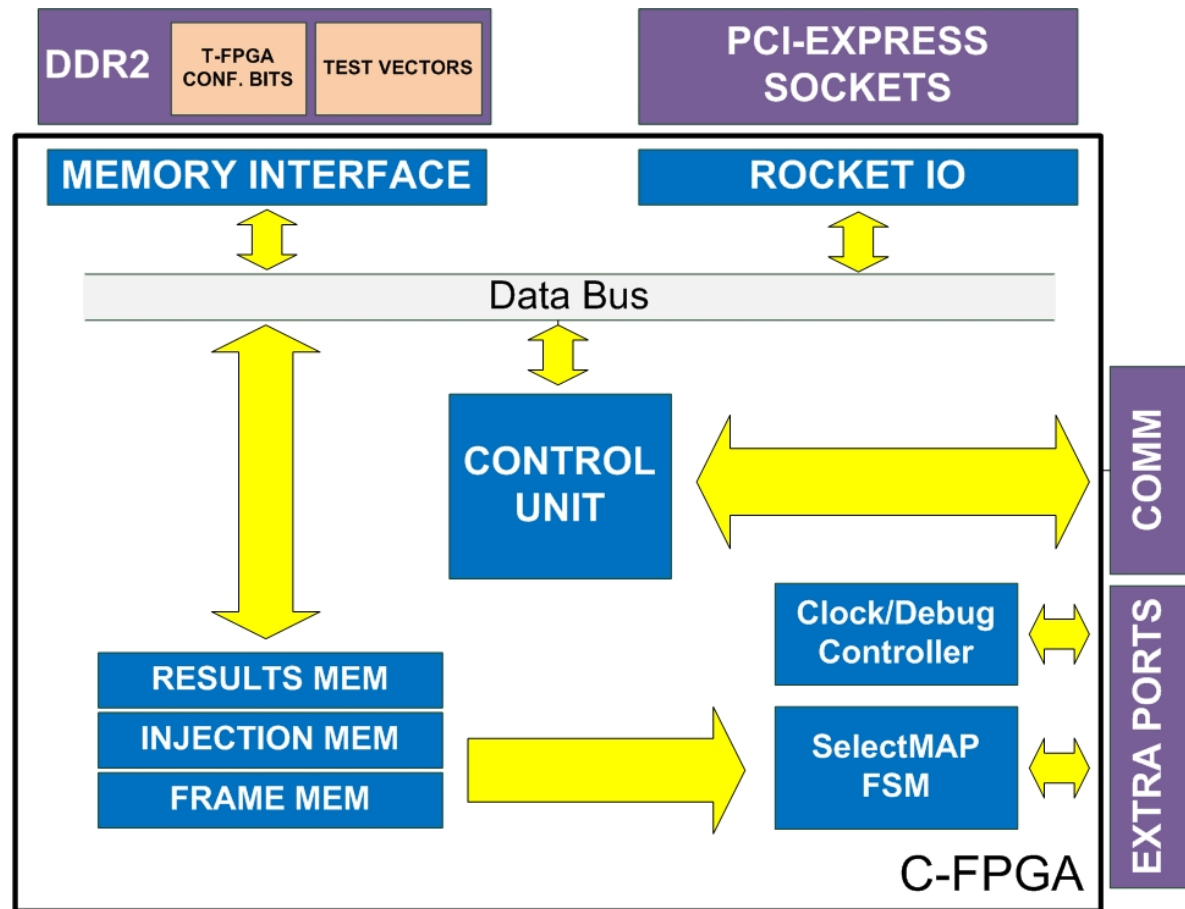 DDR2
T-FPGA
CONF. BITS
TEST VECTORS
PCI-EXPRESS
SOCKETS
MEMORY INTERFACE
ROCKET IO
Data Bus
CONTROL
UNIT
COMM
Clock/Debug
Controller
RESULTS MEM
INJECTION MEM
FRAME MEM
SelectMAP
FSM
EXTRA PORTS
C-FPGA